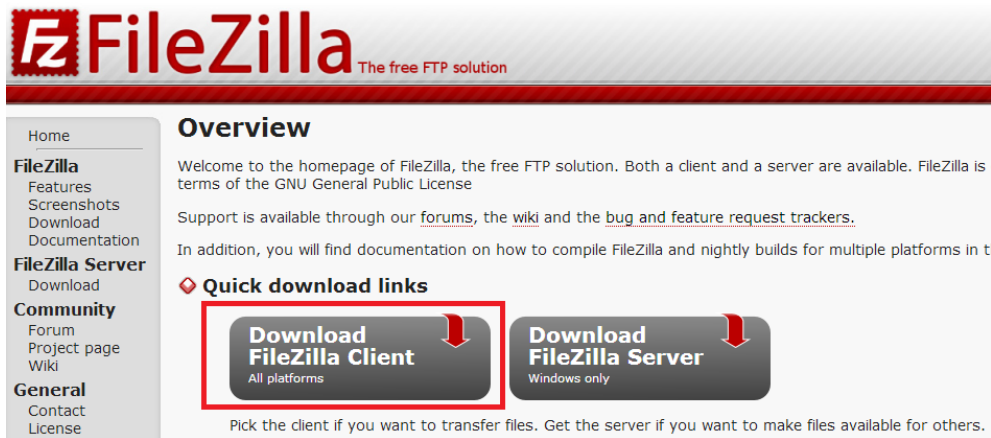 FileZilla The free FTP solution
Home
FileZilla
Features
Screenshots
Download
Documentation
FileZilla Server
Download
Community
Forum
Project page
Wiki
General
Contact
License
Overview
Welcome to the homepage of FileZilla, the free FTP solution. Both a client and a server are available. FileZilla is
terms of the GNU General Public License
Support is available through our forums, the wiki and the bug and feature request trackers.
In addition, you will find documentation on how to compile FileZilla and nightly builds for multiple platforms in t
Quick download links
Download
FileZilla Client
All platforms
Download
FileZilla Server
Windows only
Pick the client if you want to transfer files. Get the server if you want to make files available for others.